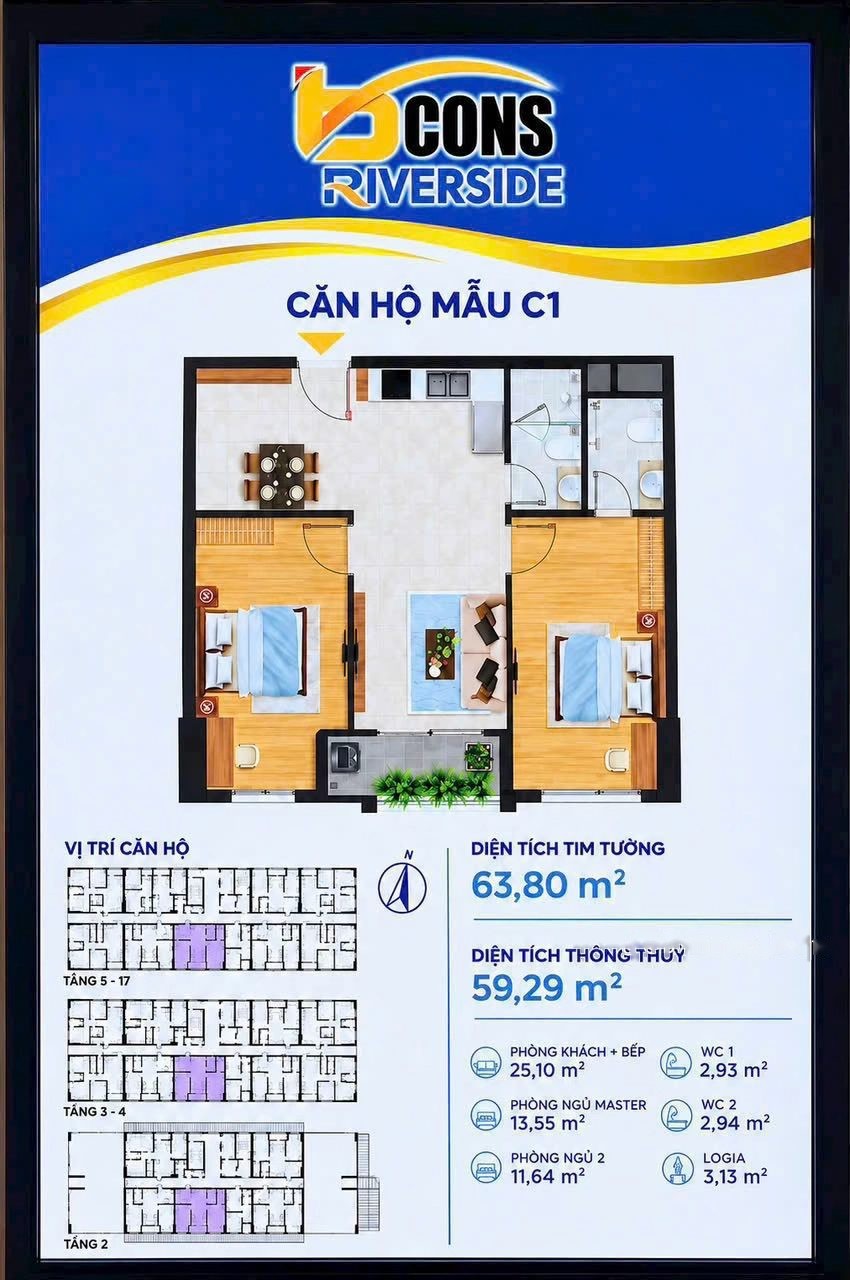 bCONS
RIVERSIDE
CĂN HỘ MẪU C1
VỊ TRÍ CĂN HỘ
N
TẦNG 5 - 17
TẦNG 3 - 4
TẦNG 2
DIỆN TÍCH TIM TƯỜNG
63,80 m²
DIỆN TÍCH THÔNG THUỶ
59,29 m²
PHÒNG KHÁCH + BẾP
25,10 m²
WC 1
2,93 m²
PHÒNG NGỦ MASTER
13,55 m²
WC 2
2,94 m²
PHÒNG NGỦ 2
11,64 m²
LOGIA
3,13 m²